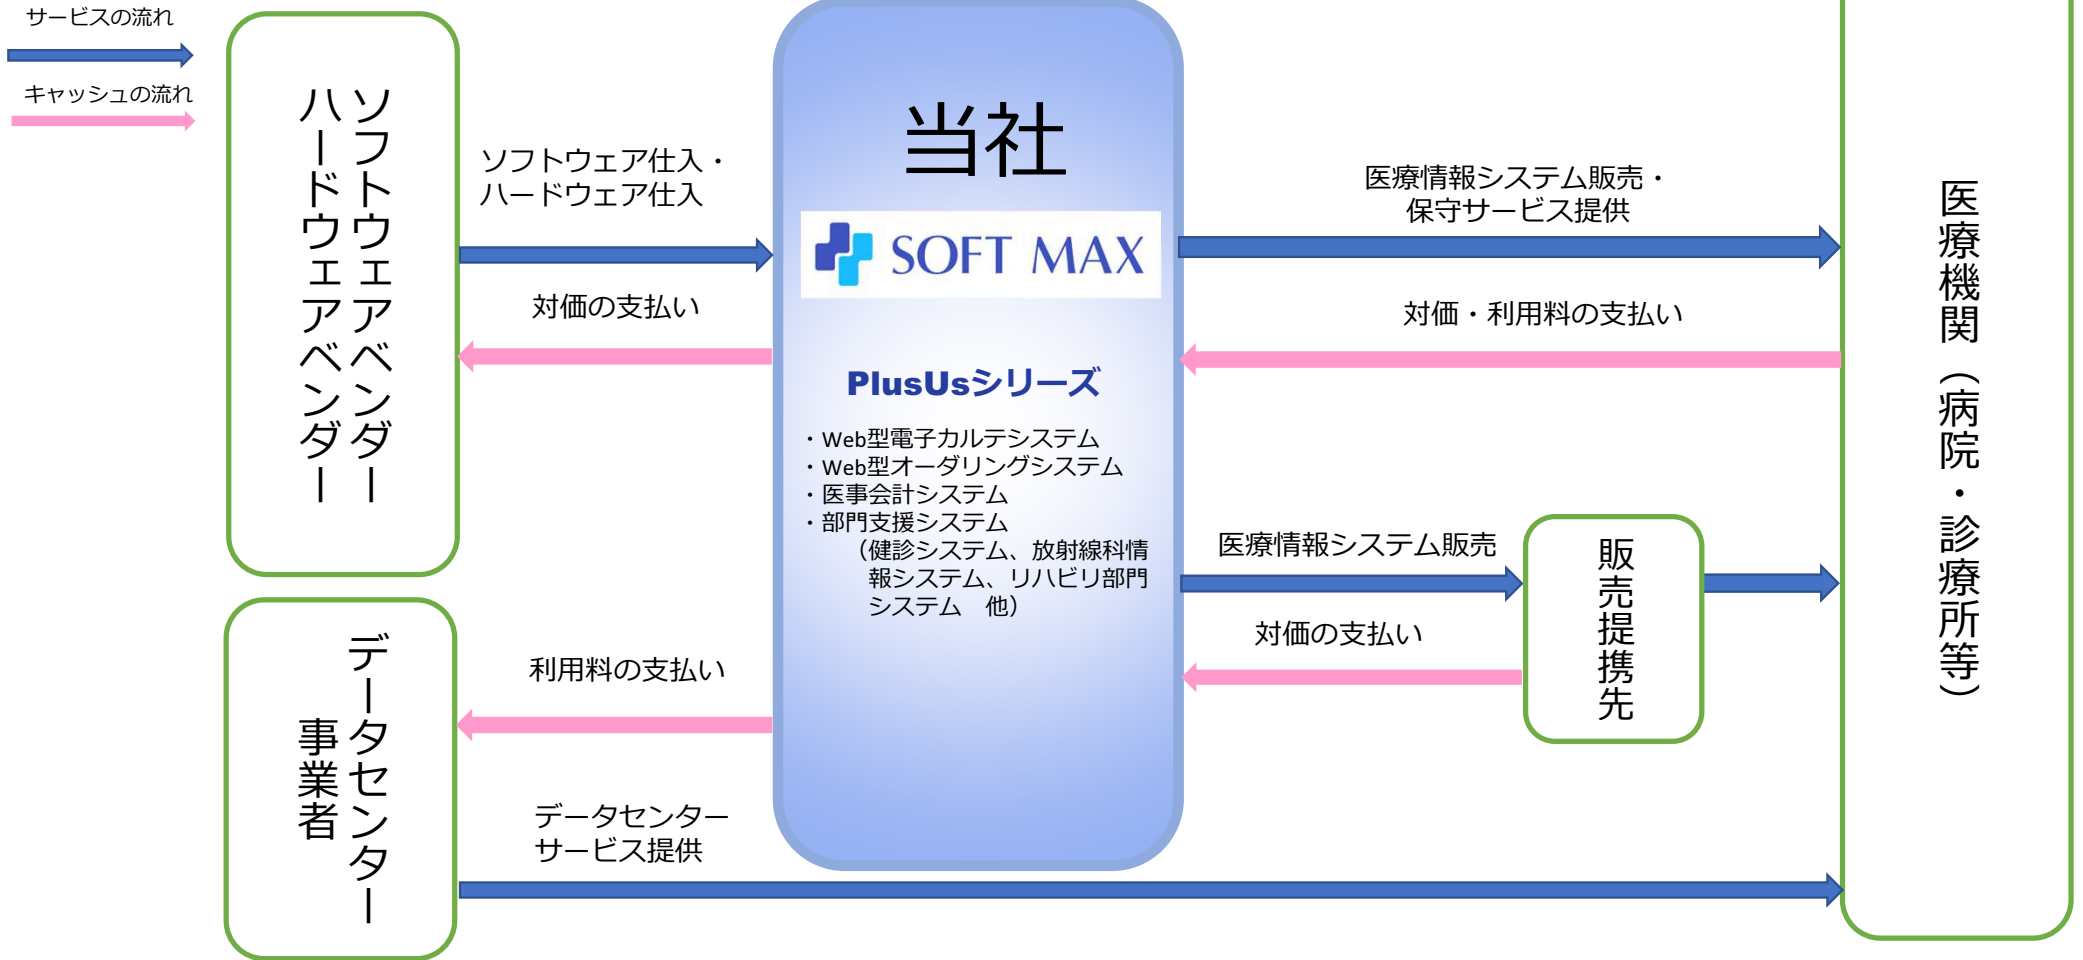 サービスの流れ
キャッシュの流れ
ソフトウェアベンダー
ハードウェアベンダー
ソフトウェア仕入・
ハードウェア仕入
対価の支払い
当社
SOFT MAX
PlusUsシリーズ
・Web型電子カルテシステム
・Web型オーダリングシステム
・医事会計システム
・部門支援システム
（健診システム、放射線科情
報システム、リハビリ部門
システム　他）
医療情報システム販売・
保守サービス提供
対価・利用料の支払い
医療情報システム販売
対価の支払い
販売提携先
医療機関（病院・診療所等）
データセンター
事業者
利用料の支払い
データセンター
サービス提供